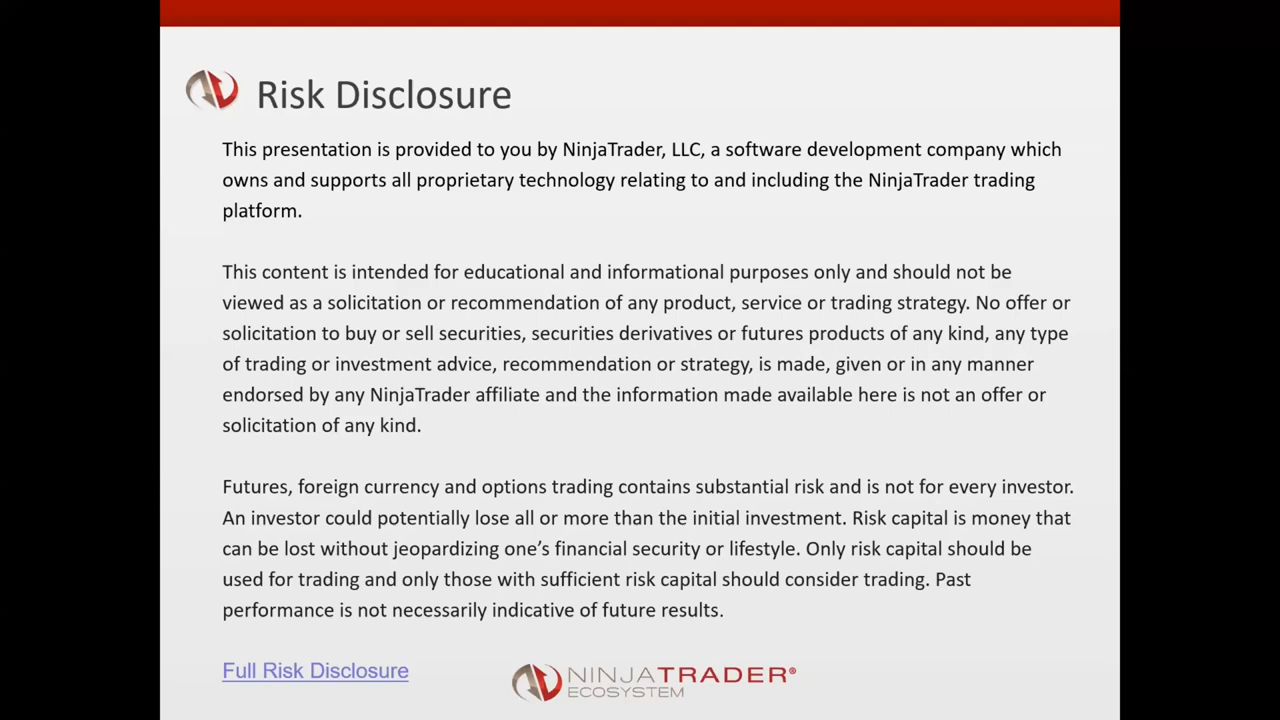 Risk Disclosure
This presentation is provided to you by NinjaTrader, LLC, a software development company which
owns and supports all proprietary technology relating to and including the NinjaTrader trading
platform.
This content is intended for educational and informational purposes only and should not be
viewed as a solicitation or recommendation of any product, service or trading strategy. No offer or
solicitation to buy or sell securities, securities derivatives or futures products of any kind, any type
of trading or investment advice, recommendation or strategy, is made, given or in any manner
endorsed by any NinjaTrader affiliate and the information made available here is not an offer or
solicitation of any kind.
Futures, foreign currency and options trading contains substantial risk and is not for every investor.
An investor could potentially lose all or more than the initial investment. Risk capital is money that
can be lost without jeopardizing one’s financial security or lifestyle. Only risk capital should be
used for trading and only those with sufficient risk capital should consider trading. Past
performance is not necessarily indicative of future results.
Full Risk Disclosure
NINJATRADER®
ECOSYSTEM